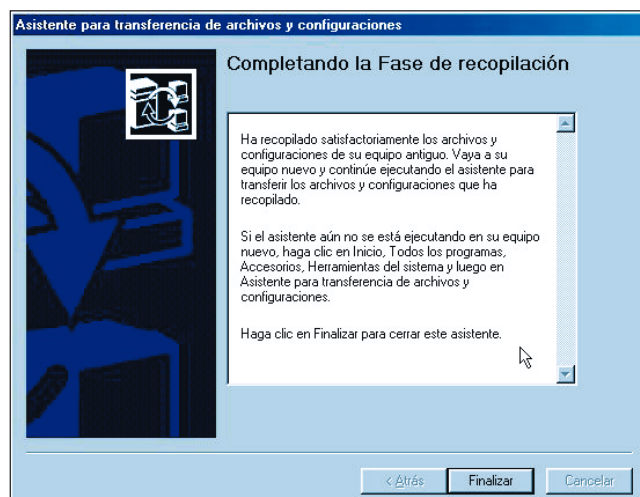 Asistente para transferencia de archivos y configuraciones
Completando la Fase de recopilación
Ha recopilado satisfactoriamente los archivos y
configuraciones de su equipo antiguo. Vaya a su
equipo nuevo y continúe ejecutando el asistente para
transferir los archivos y configuraciones que ha
recopilado.
Si el asistente aún no se está ejecutando en su equipo
nuevo, haga clic en Inicio, Todos los programas,
Accesorios, Herramientas del sistema y luego en
Asistente para transferencia de archivos y
configuraciones.
Haga clic en Finalizar para cerrar este asistente.
< Atrás
Finalizar
Cancelar